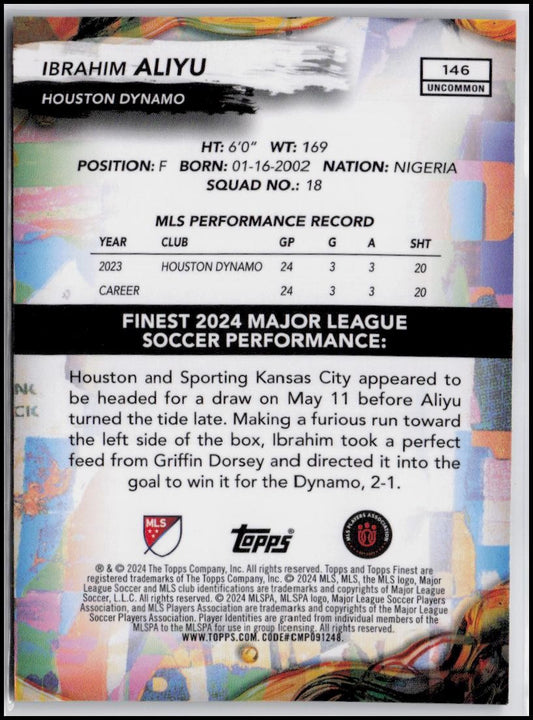 IBRAHIM ALIYU
HOUSTON DYNAMO
146
UNCOMMON
HT: 6'0" WT: 169
POSITION: F BORN: 01-16-2002 NATION: NIGERIA
SQUAD NO.: 18
MLS PERFORMANCE RECORD
YEAR CLUB GP G A SHT
2023 HOUSTON DYNAMO 24 3 3 20
CAREER 24 3 3 20
FINEST 2024 MAJOR LEAGUE
SOCCER PERFORMANCE:
Houston and Sporting Kansas City appeared to
be headed for a draw on May 11 before Aliyu
turned the tide late. Making a furious run toward
the left side of the box, Ibrahim took a perfect
feed from Griffin Dorsey and directed it into the
goal to win it for the Dynamo, 2-1.
MLS
Topps®
MLS PLAYERS ASSOCIATION
® & © 2024 The Topps Company, Inc. All rights reserved. Topps and Topps Finest are
registered trademarks of The Topps Company, Inc. © 2024 MLS, MLS, the MLS logo, Major
League Soccer and MLS club identifications are trademarks and copyrights of Major League
Soccer, L.L.C. All rights reserved. © 2024 MLSPA, MLSPA, Major League Soccer Players
Association, and MLS Players Association are trademarks and copyrights of the Major League
Soccer Players Association. Player Identities are granted from individual members of the
MLSPA to the MLSPA for use in group licensing. All rights reserved.
WWW.TOPPS.COM. CODE#CMP091248.